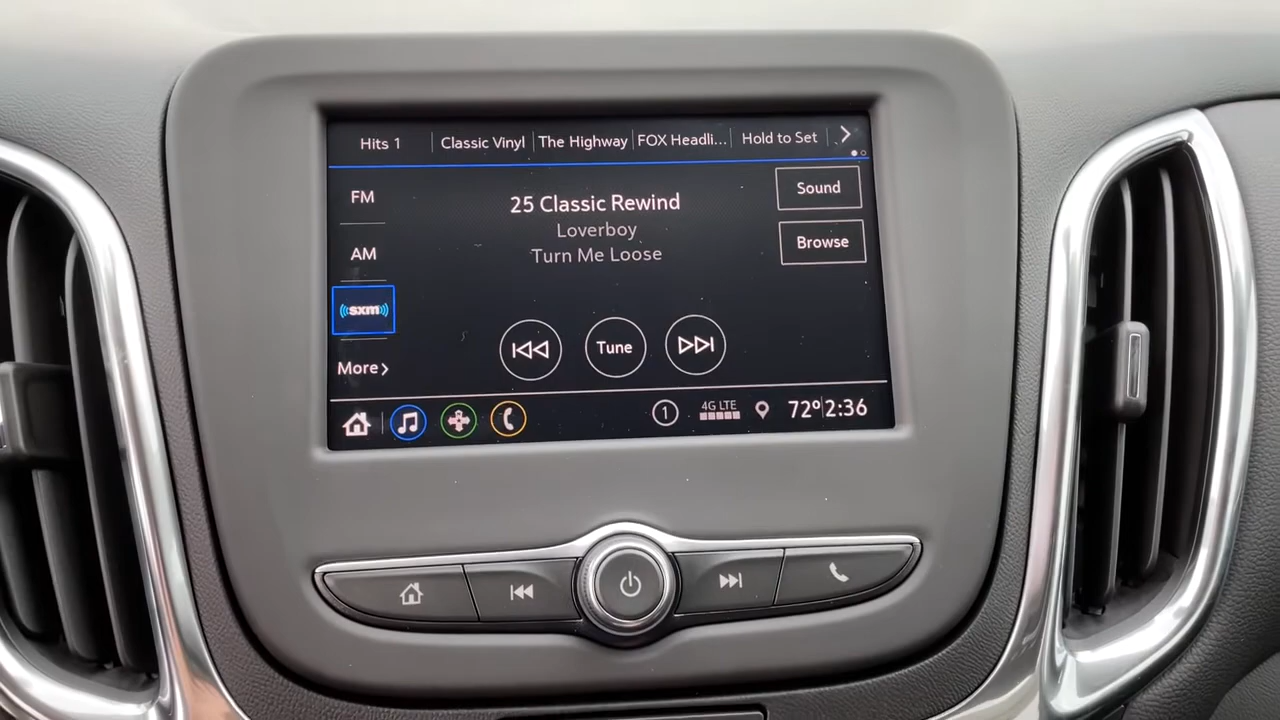 Hits 1 Classic Vinyl The Highway FOX Headli... Hold to Set
FM
25 Classic Rewind
Sound
Loverboy
AM
Turn Me Loose
Browse
sxm
Tune
More
1 4G LTE 72° 2:36